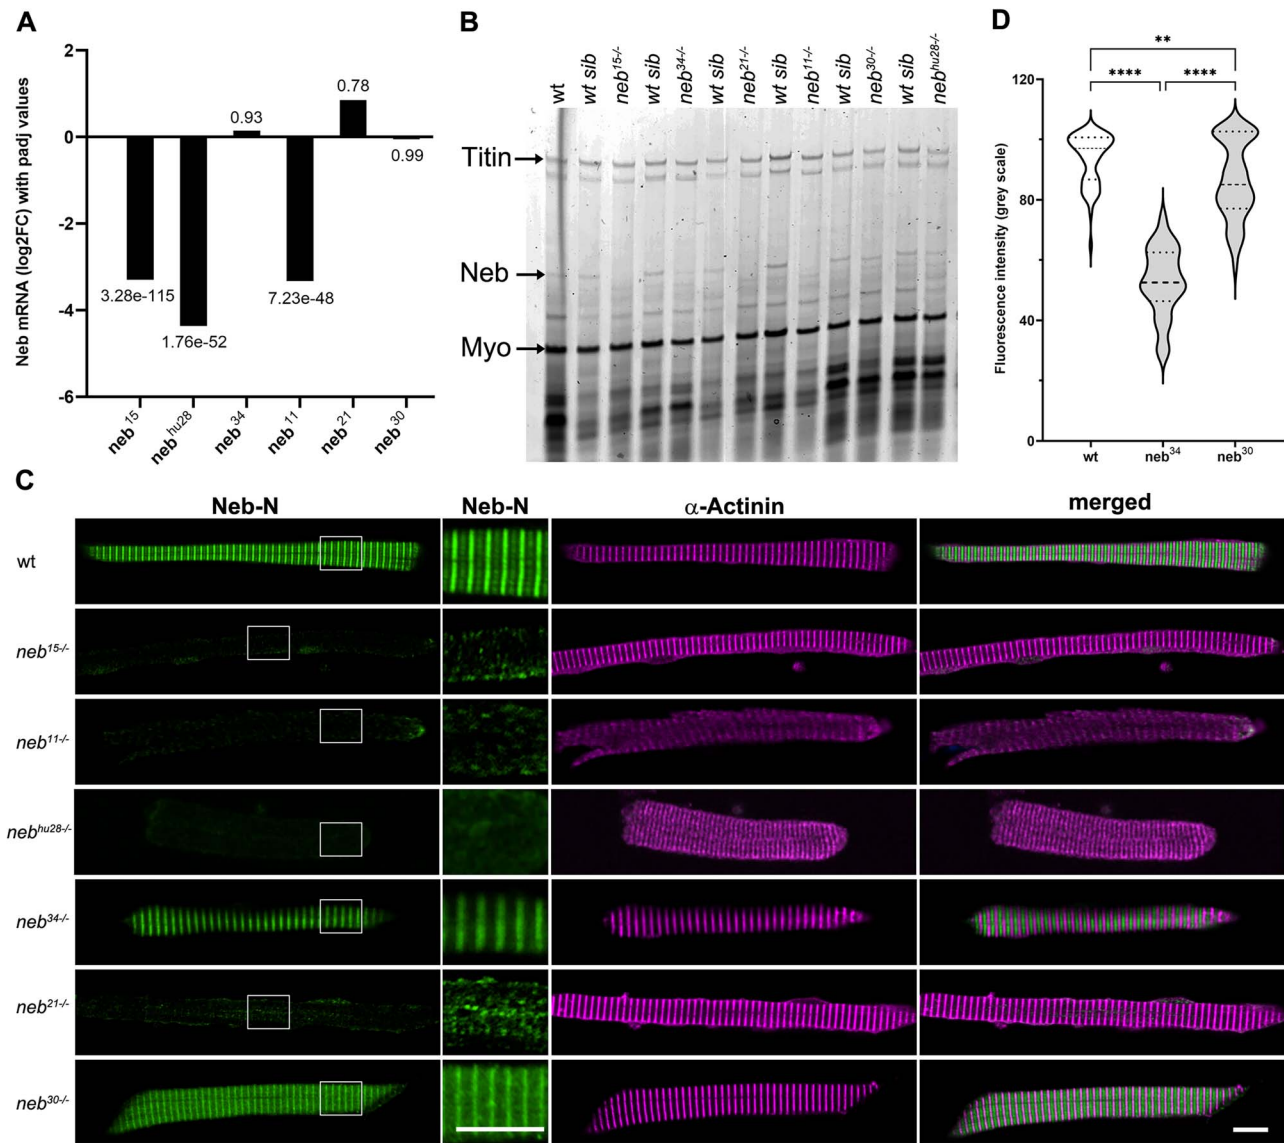 A
Neb mRNA (log2FC) with padj values
2
0
-2
-4
-6
3.28e-115
1.76e-52
0.93
7.23e-48
0.78
0.99
neb15
nebhu28
neb34
neb11
neb21
neb30
B
wt
wt sib
neb15-/-
wt sib
neb34-/-
wt sib
neb21-/-
wt sib
neb11-/-
wt sib
neb30-/-
wt sib
nebhu28-/-
Titin
Neb
Myo
D
**
**** ****
Fluorescence intensity (grey scale)
120
80
40
0
wt neb34 neb30
C
Neb-N Neb-N α-Actinin merged
wt
neb15-/-
neb11-/-
nebhu28-/-
neb34-/-
neb21-/-
neb30-/-